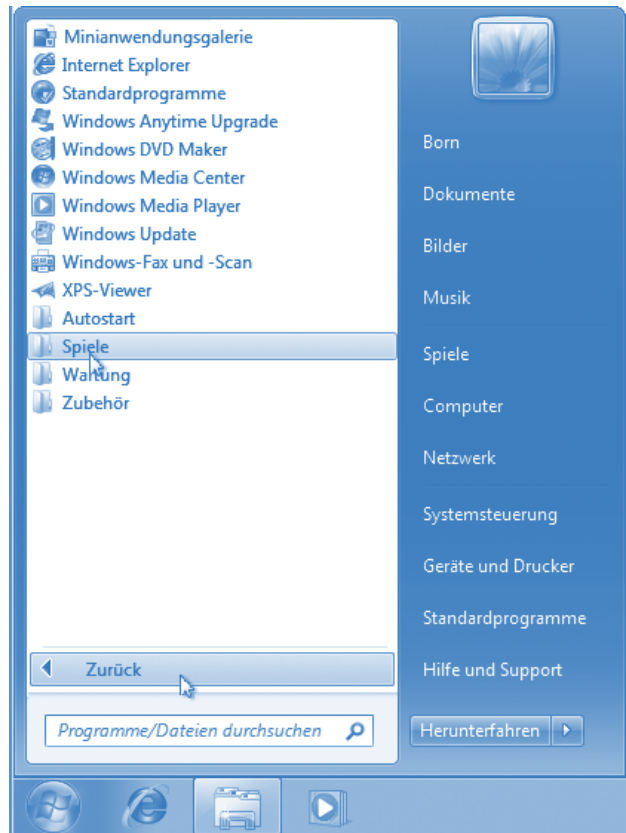 Minianwendungsgalerie
Internet Explorer
Standardprogramme
Windows Anytime Upgrade
Windows DVD Maker
Windows Media Center
Windows Media Player
Windows Update
Windows-Fax und -Scan
XPS-Viewer
Autostart
Spiele
Wartung
Zubehör
Zurück
Programme/Dateien durchsuchen
Born
Dokumente
Bilder
Musik
Spiele
Computer
Netzwerk
Systemsteuerung
Geräte und Drucker
Standardprogramme
Hilfe und Support
Herunterfahren